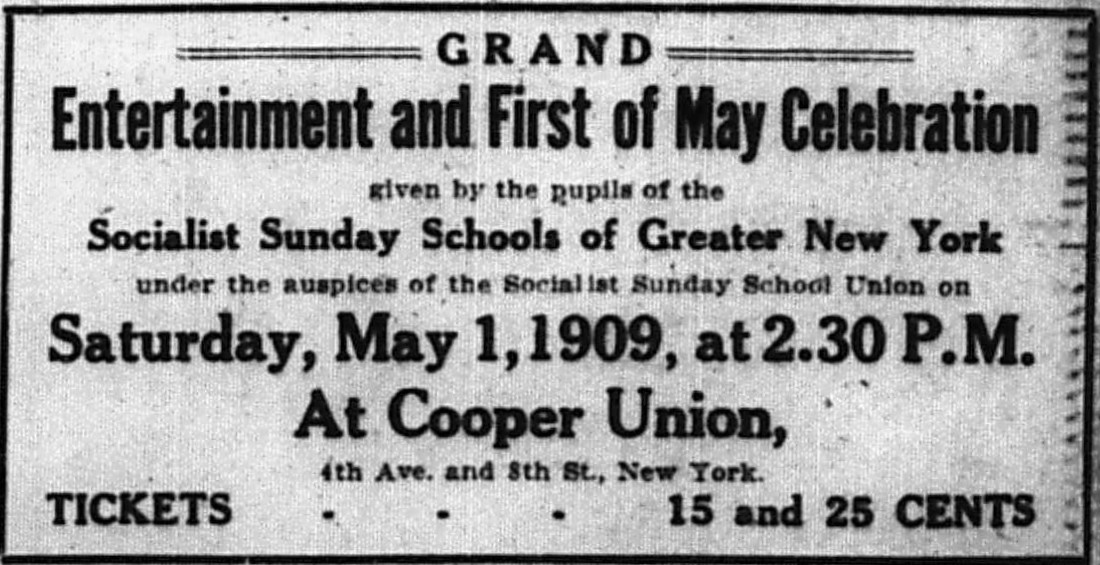 GRAND
Entertainment and First of May Celebration
given by the pupils of the
Socialist Sunday Schools of Greater New York
under the auspices of the Socialist Sunday School Union on
Saturday, May 1, 1909, at 2.30 P.M.
At Cooper Union,
4th Ave. and 8th St., New York.
TICKETS - - - 15 and 25 CENTS